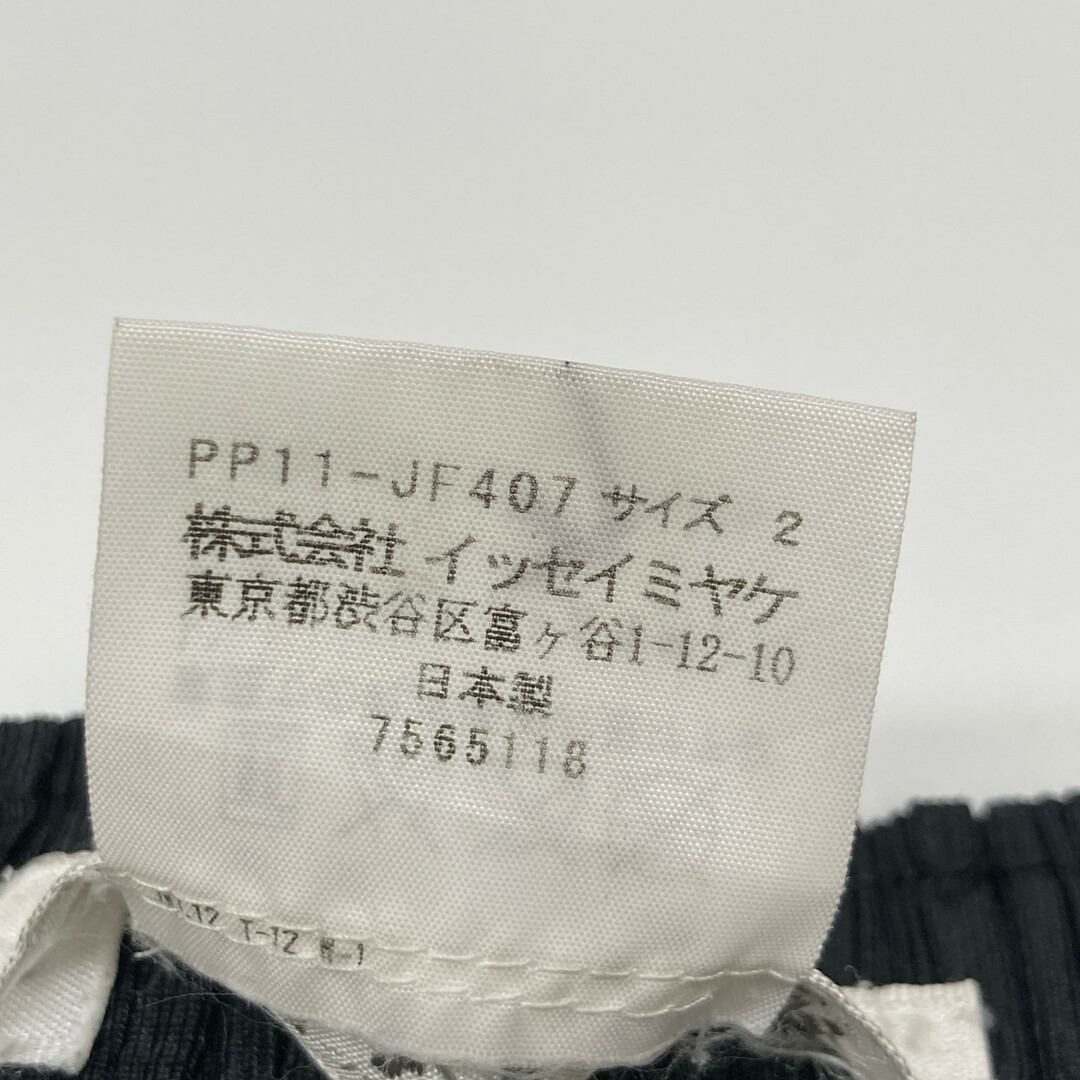 PP11-JF407 サイズ 2
株式会社 イッセイミヤケ
東京都渋谷区富ヶ谷1-12-10
日本製
7565118
T-12